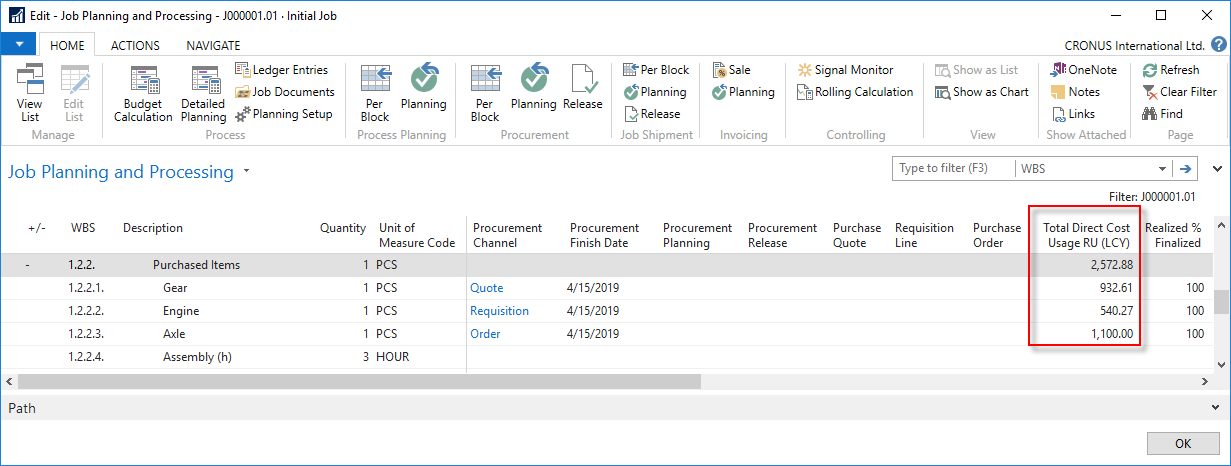 Edit - Job Planning and Processing - J000001.01 · Initial Job
HOME ACTIONS NAVIGATE CRONUS International Ltd. ?
View List
Edit List
Manage
Budget Calculation
Detailed Planning
Ledger Entries
Job Documents
Planning Setup
Process
Per Block
Planning
Process Planning
Per Block
Planning
Release
Procurement
Per Block
Planning
Release
Job Shipment
Sale
Planning
Invoicing
Signal Monitor
Rolling Calculation
Controlling
Show as List
Show as Chart
View
OneNote
Notes
Links
Show Attached
Refresh
Clear Filter
Find
Page
Job Planning and Processing
Type to filter (F3) WBS
Filter: J000001.01
+/- WBS Description Quantity Unit of Measure Code Procurement Channel Procurement Finish Date Procurement Planning Procurement Release Purchase Quote Requisition Line Purchase Order Total Direct Cost Usage RU (LCY) Realized % Finalized
- 1.2.2. Purchased Items 1 PCS 2,572.88
1.2.2.1. Gear 1 PCS Quote 4/15/2019 932.61 100
1.2.2.2. Engine 1 PCS Requisition 4/15/2019 540.27 100
1.2.2.3. Axle 1 PCS Order 4/15/2019 1,100.00 100
1.2.2.4. Assembly (h) 3 HOUR
Path
OK